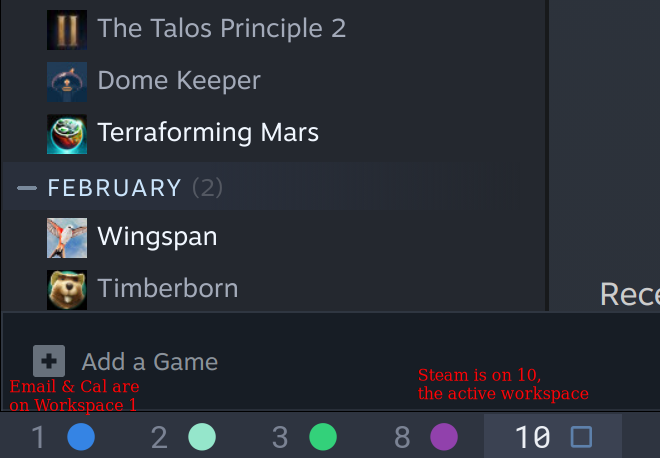 The Talos Principle 2
Dome Keeper
Terraforming Mars
FEBRUARY (2)
Wingspan
Timberborn
Rece
Add a Game
Email & Cal are
on Workspace 1
Steam is on 10,
the active workspace
1 2 3 8 10